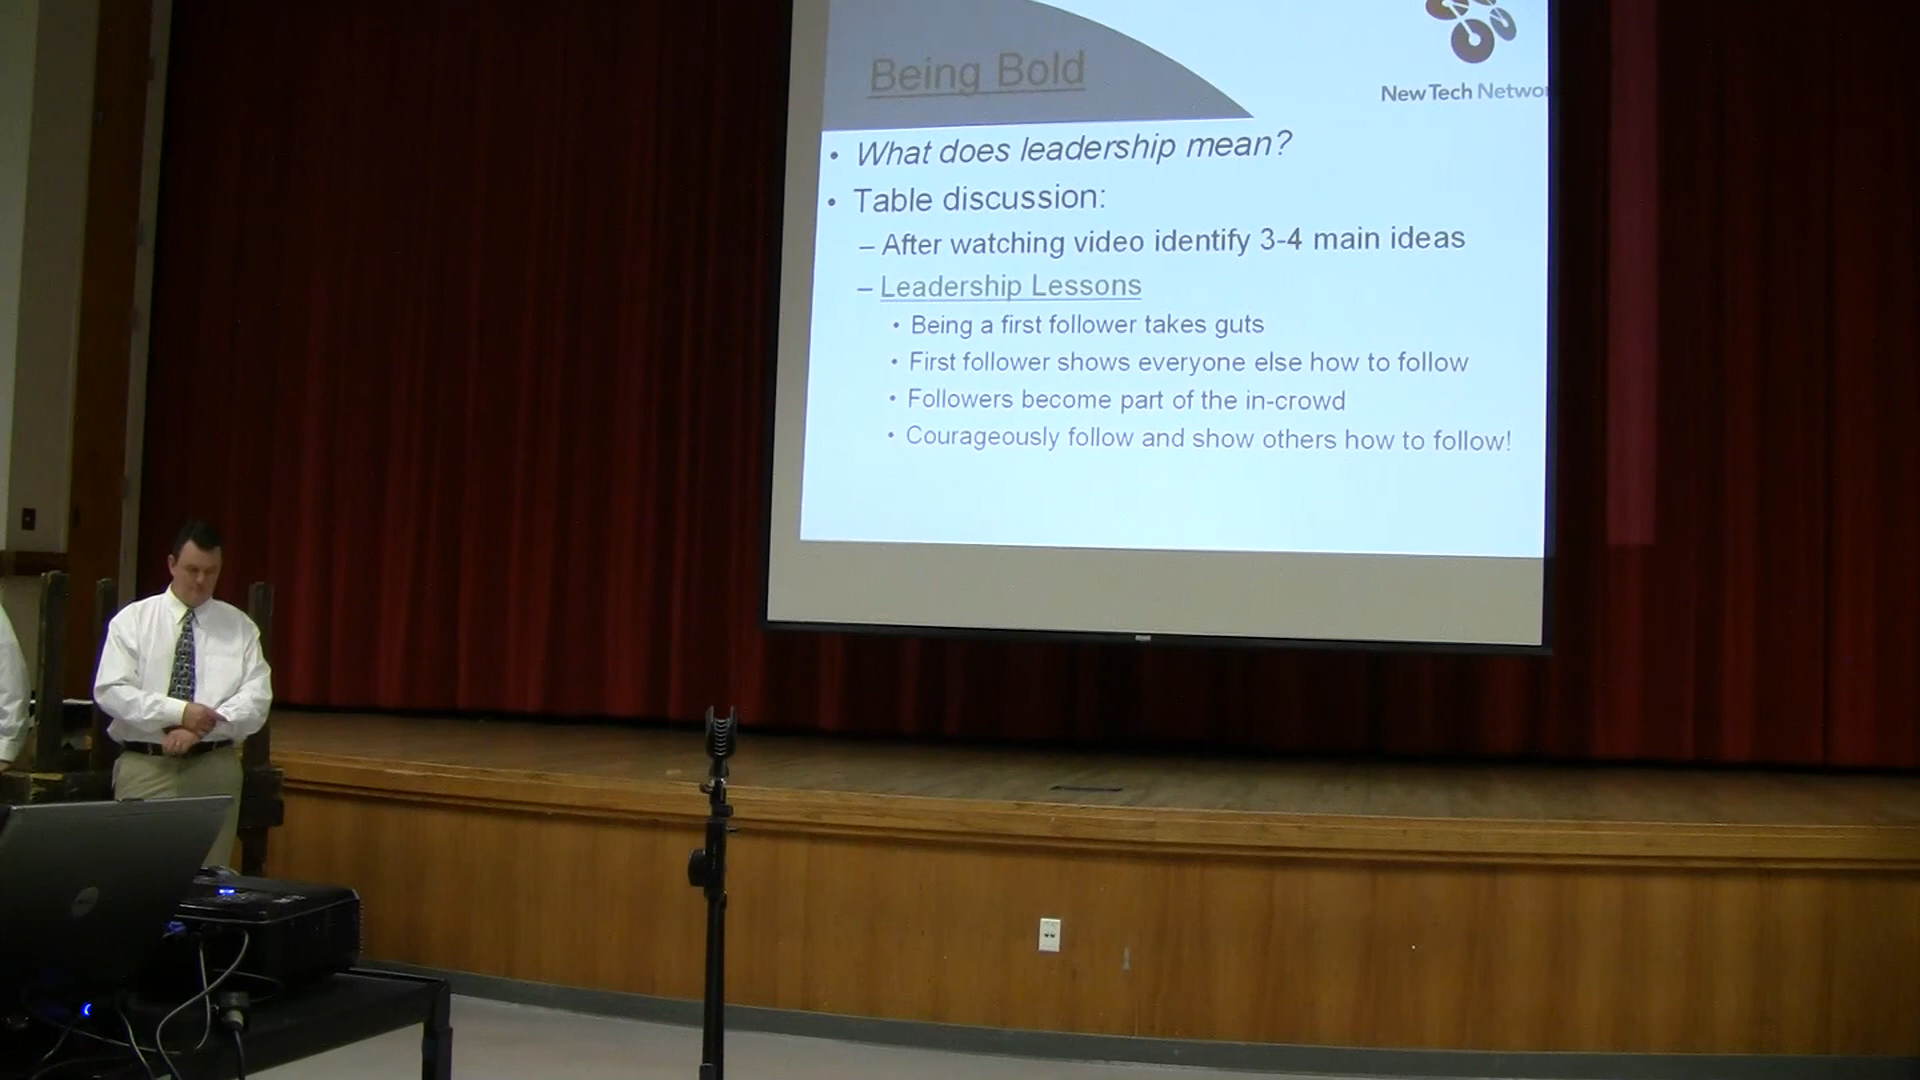 Being Bold
New Tech Networ
• What does leadership mean?
• Table discussion:
– After watching video identify 3-4 main ideas
– Leadership Lessons
• Being a first follower takes guts
• First follower shows everyone else how to follow
• Followers become part of the in-crowd
• Courageously follow and show others how to follow!